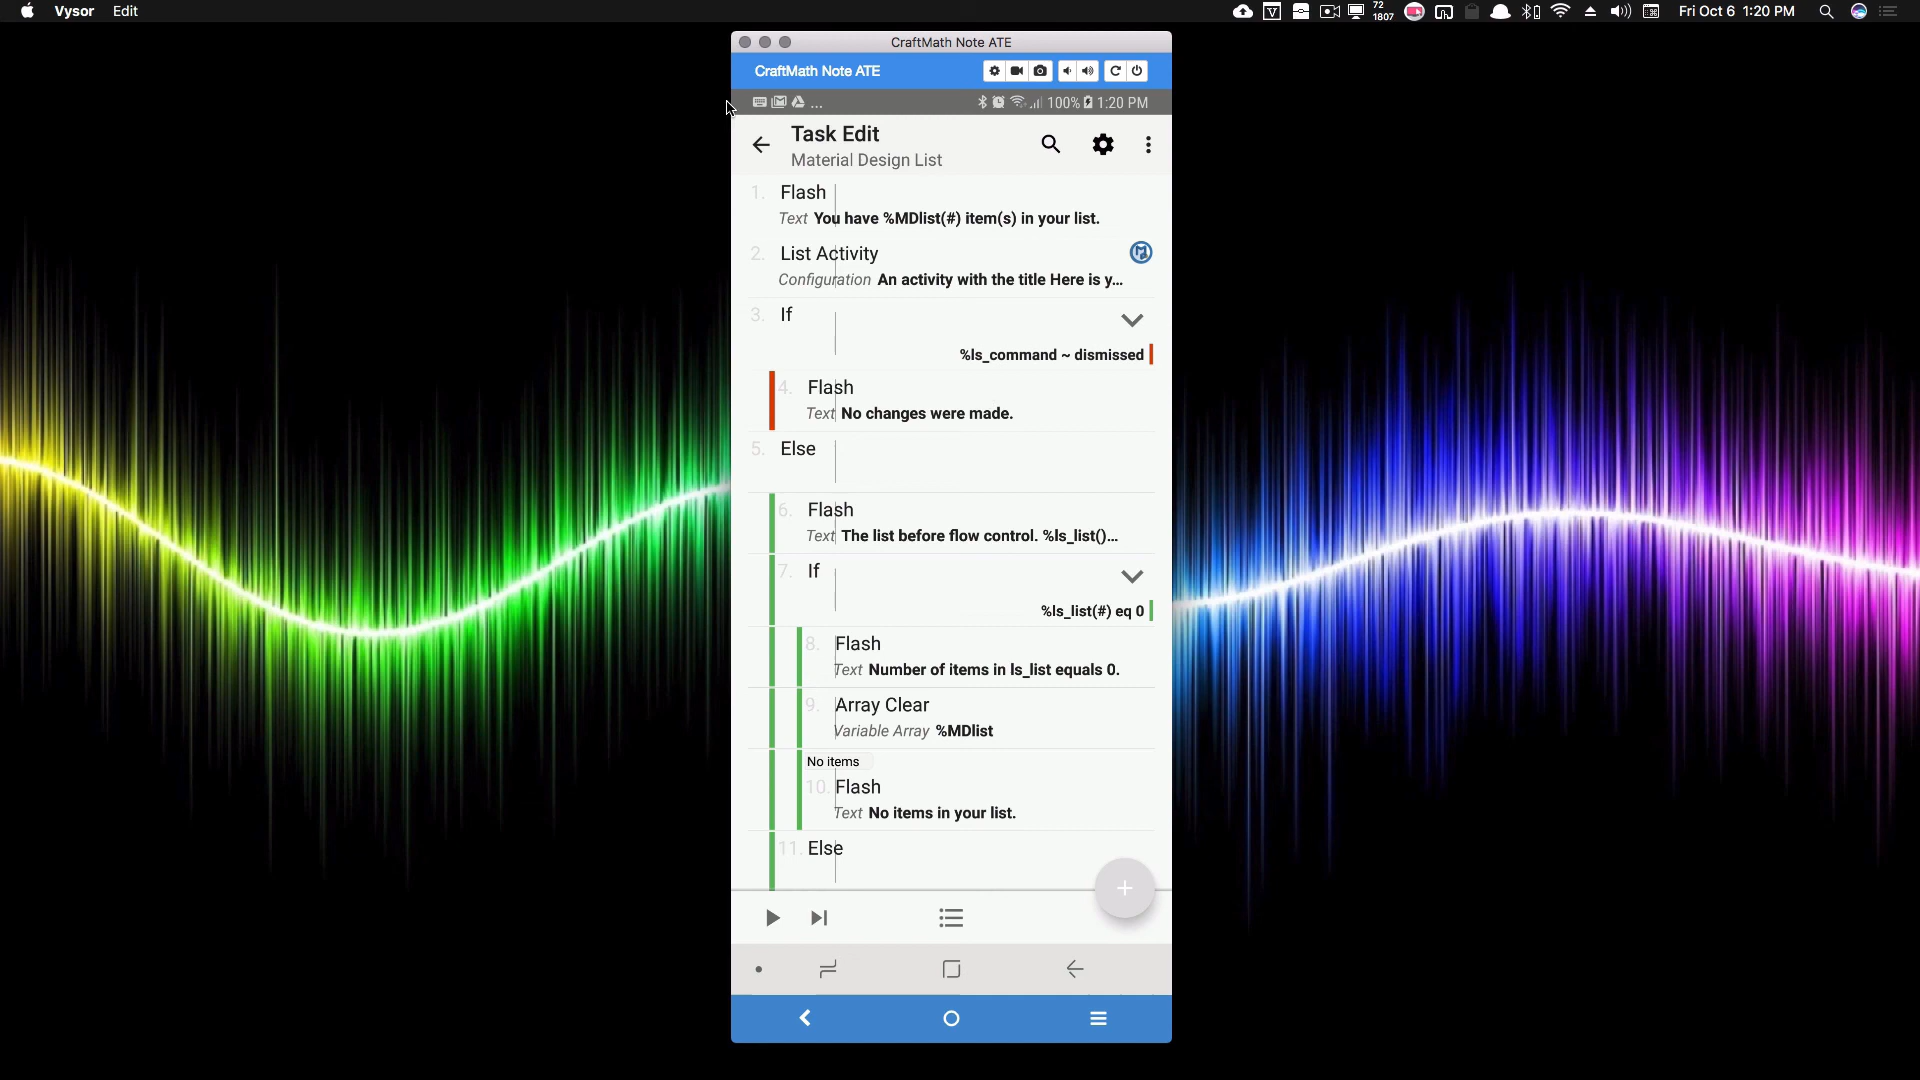 Vysor Edit
72
1807
Fri Oct 6 1:20 PM
CraftMath Note ATE
CraftMath Note ATE
... 100% 1:20 PM
Task Edit
Material Design List
1. Flash
Text You have %MDlist(#) item(s) in your list.
2. List Activity
Configuration An activity with the title Here is y...
3. If
%ls_command ~ dismissed
4. Flash
Text No changes were made.
5. Else
6. Flash
Text The list before flow control. %ls_list()...
7. If
%ls_list(#) eq 0
8. Flash
Text Number of items in ls_list equals 0.
9. Array Clear
Variable Array %MDlist
No items
10. Flash
Text No items in your list.
11. Else